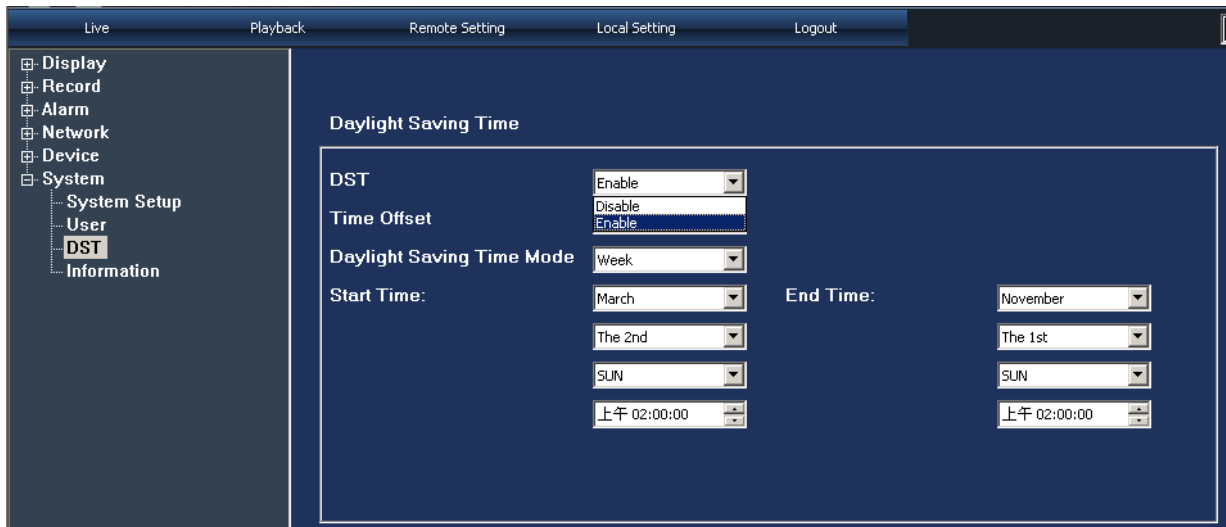 Live Playback Remote Setting Local Setting Logout
Display
Record
Alarm
Network
Device
System
System Setup
User
DST
Information
Daylight Saving Time
DST Enable
Disable
Time Offset Enable
Daylight Saving Time Mode Week
Start Time: March End Time: November
The 2nd The 1st
SUN SUN
上午 02:00:00 上午 02:00:00